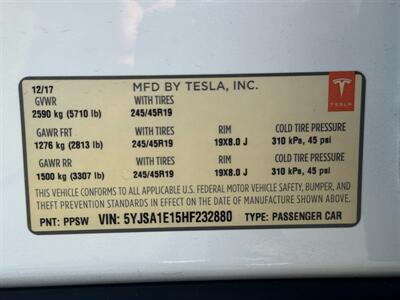 12/17 MFD BY TESLA, INC.
GVWR WITH TIRES
2590 kg (5710 lb) 245/45R19
GAWR FRT WITH TIRES RIM COLD TIRE PRESSURE
1276 kg (2813 lb) 245/45R19 19X8.0 J 310 kPa, 45 psi
GAWR RR WITH TIRES RIM COLD TIRE PRESSURE
1500 kg (3307 lb) 245/45R19 19X8.0 J 310 kPa, 45 psi
THIS VEHICLE CONFORMS TO ALL APPLICABLE U.S. FEDERAL MOTOR VEHICLE SAFETY, BUMPER, AND
THEFT PREVENTION STANDARDS IN EFFECT ON THE DATE OF MANUFACTURE SHOWN ABOVE.
PNT: PPSW VIN: 5YJSA1E15HF232880 TYPE: PASSENGER CAR
TESLA